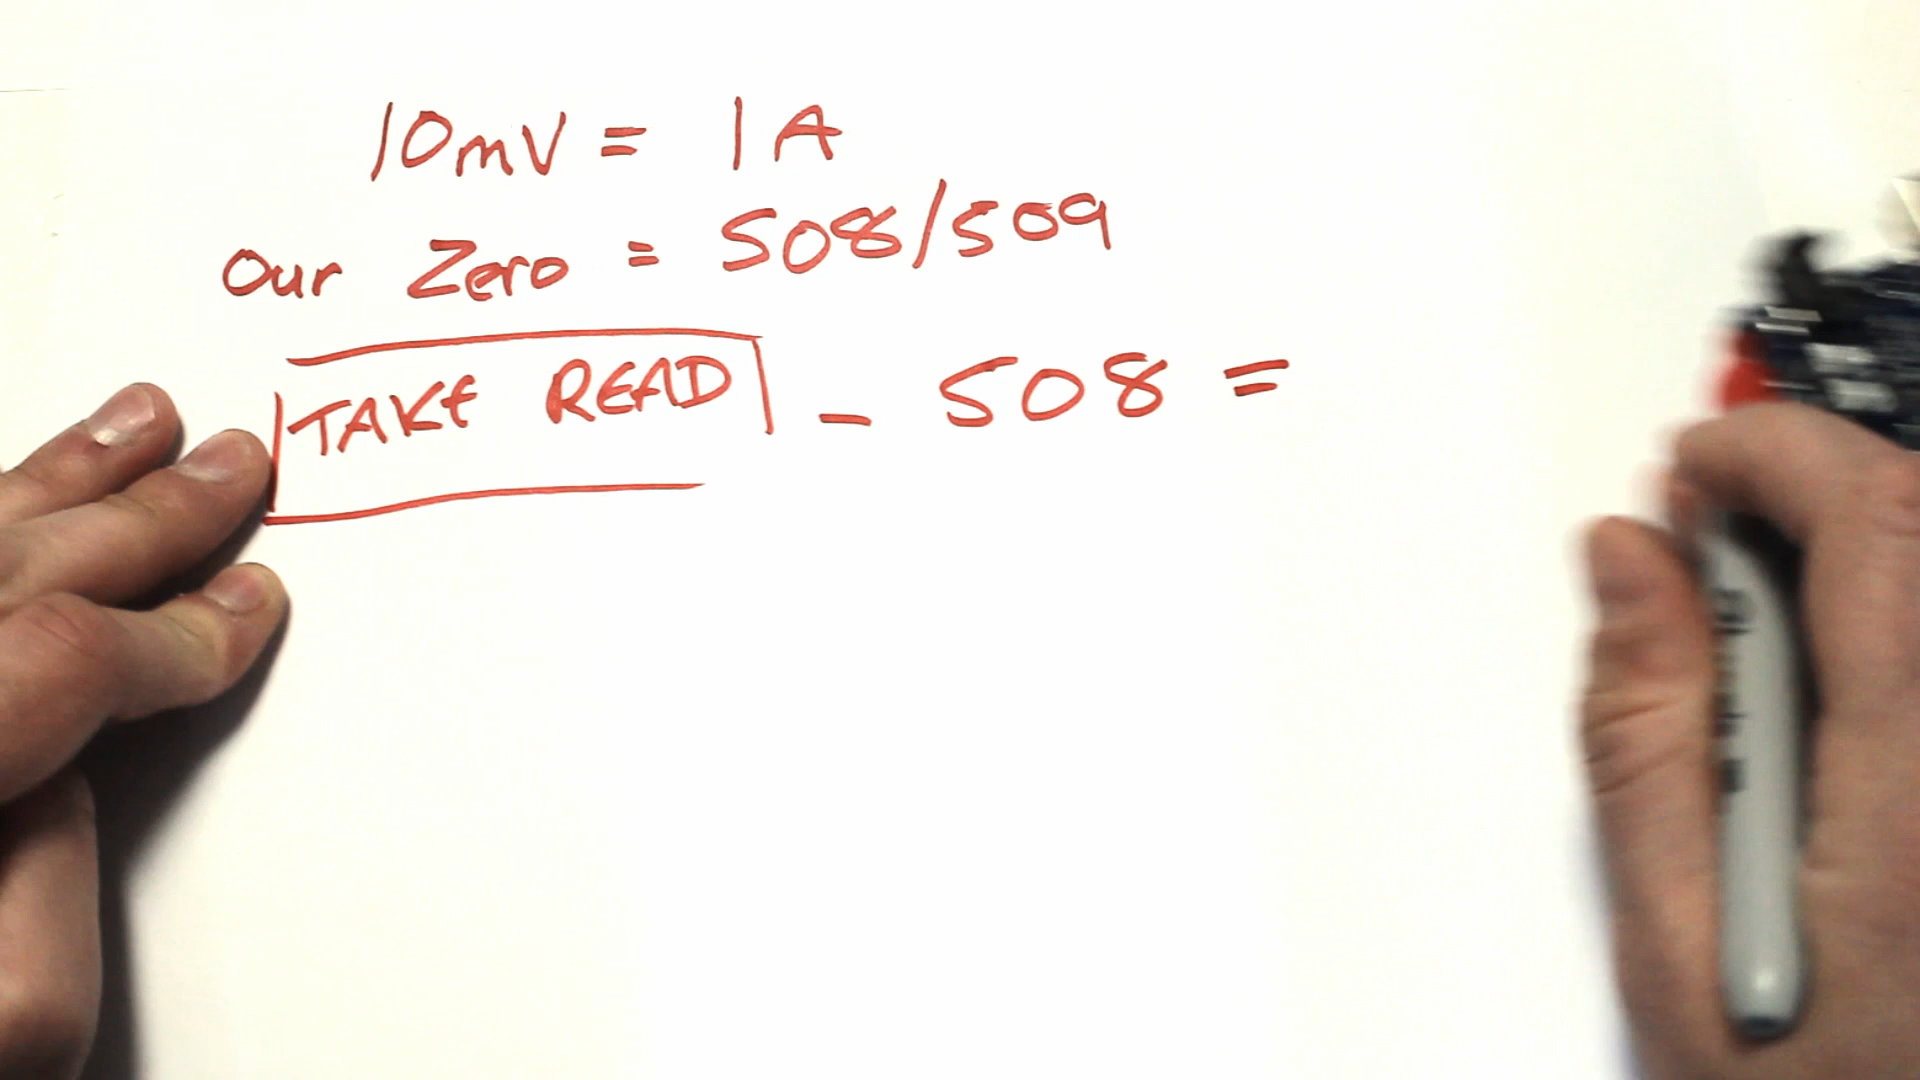 10mV = 1A
Our Zero = 508/509
TAKE READ - 508 =